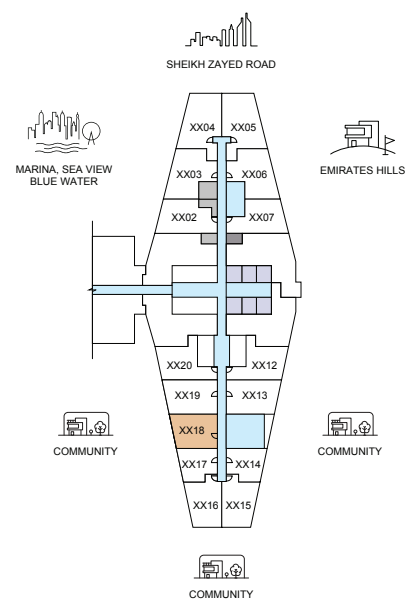 SHEIKH ZAYED ROAD
MARINA, SEA VIEW
BLUE WATER
EMIRATES HILLS
XX04 XX05
XX03 XX06
XX02 XX07
XX20 XX12
XX19 XX13
XX18
XX17 XX14
XX16 XX15
COMMUNITY
COMMUNITY
COMMUNITY